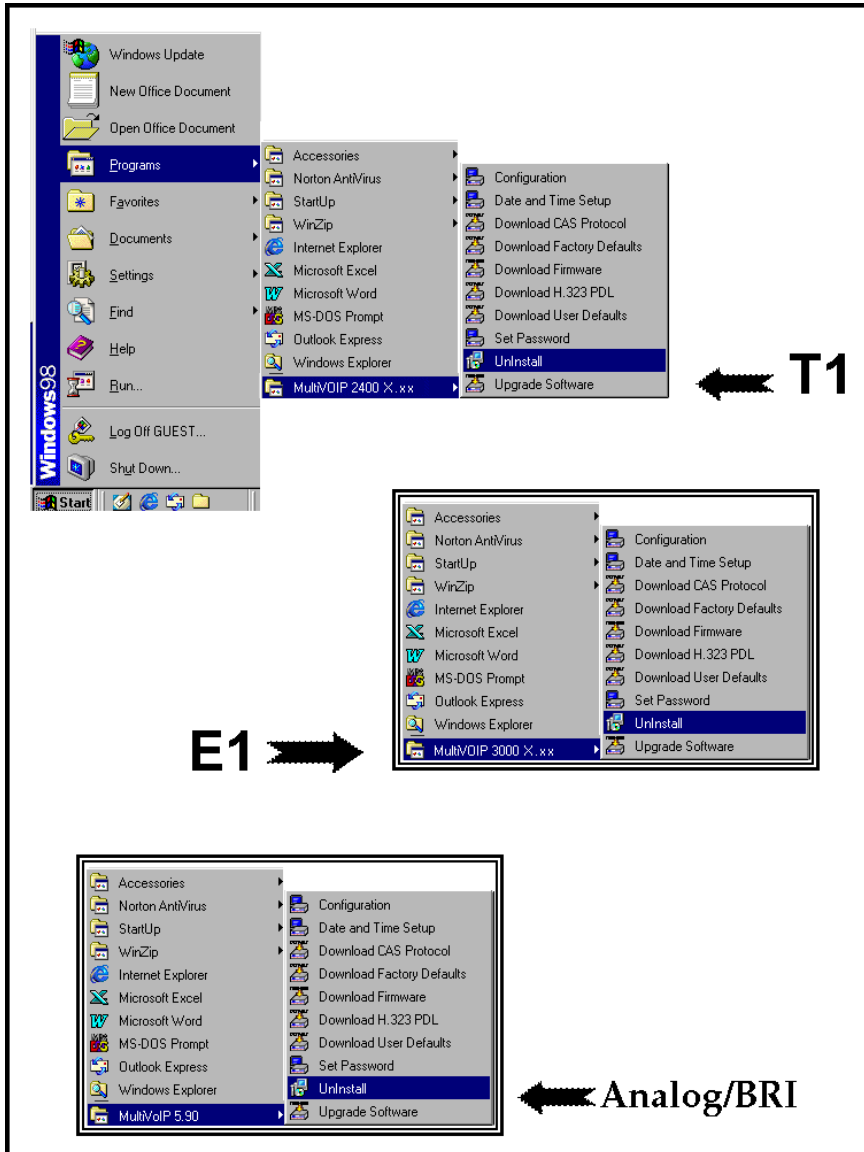 Windows Update
New Office Document
Open Office Document
Programs
Favorites
Documents
Settings
Find
Help
Run...
Log Off GUEST...
Shut Down...
Windows98
Start
Accessories
Norton AntiVirus
StartUp
WinZip
Internet Explorer
Microsoft Excel
Microsoft Word
MS-DOS Prompt
Outlook Express
Windows Explorer
MultiVOIP 2400 X.xx
Configuration
Date and Time Setup
Download CAS Protocol
Download Factory Defaults
Download Firmware
Download H.323 PDL
Download User Defaults
Set Password
UnInstall
Upgrade Software
T1
Accessories
Norton AntiVirus
StartUp
WinZip
Internet Explorer
Microsoft Excel
Microsoft Word
MS-DOS Prompt
Outlook Express
Windows Explorer
MultiVOIP 3000 X.xx
Configuration
Date and Time Setup
Download CAS Protocol
Download Factory Defaults
Download Firmware
Download H.323 PDL
Download User Defaults
Set Password
UnInstall
Upgrade Software
E1
Accessories
Norton AntiVirus
StartUp
WinZip
Internet Explorer
Microsoft Excel
Microsoft Word
MS-DOS Prompt
Outlook Express
Windows Explorer
MultiVoIP 5.90
Configuration
Date and Time Setup
Download CAS Protocol
Download Factory Defaults
Download Firmware
Download H.323 PDL
Download User Defaults
Set Password
UnInstall
Upgrade Software
Analog/BRI